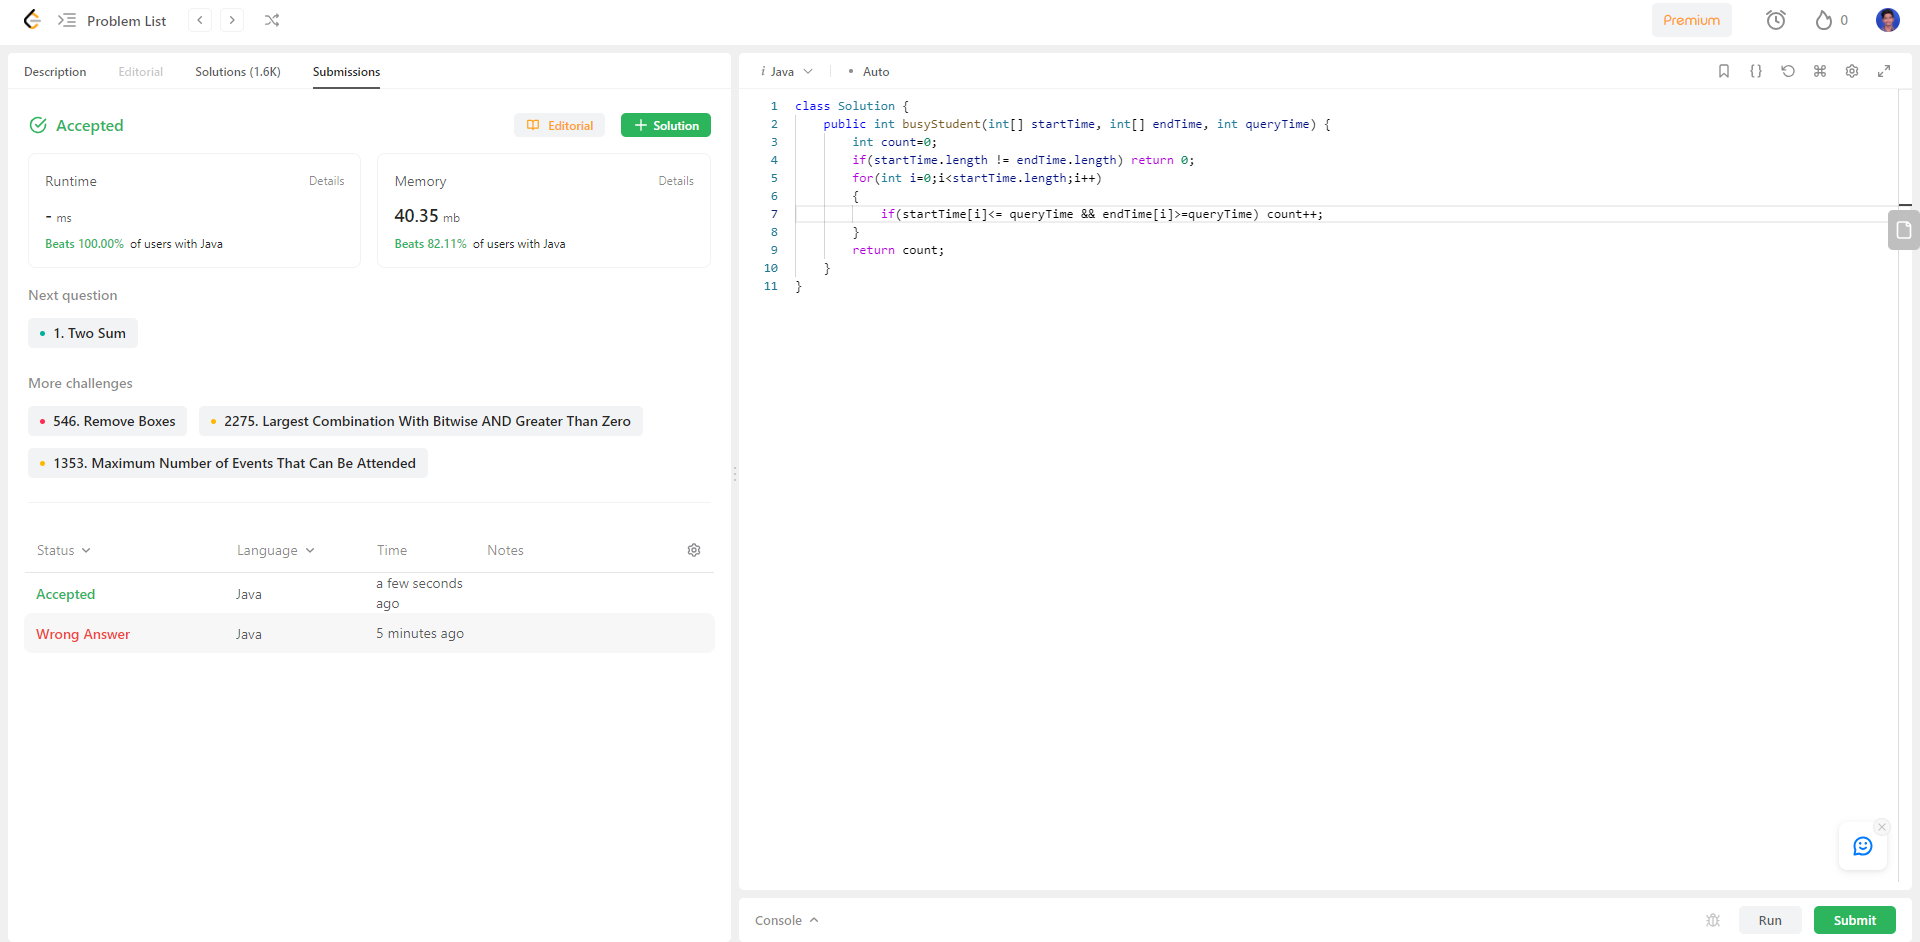 Problem List
Premium
0
Description Editorial Solutions (1.6K) Submissions
Accepted
Editorial
Solution
Runtime Details
- ms
Beats 100.00% of users with Java
Memory Details
40.35 mb
Beats 82.11% of users with Java
Next question
1. Two Sum
More challenges
546. Remove Boxes
2275. Largest Combination With Bitwise AND Greater Than Zero
1353. Maximum Number of Events That Can Be Attended
Status Language Time Notes
Accepted Java a few seconds ago
Wrong Answer Java 5 minutes ago
i Java • Auto
1 class Solution {
2 public int busyStudent(int[] startTime, int[] endTime, int queryTime) {
3 int count=0;
4 if(startTime.length != endTime.length) return 0;
5 for(int i=0;i<startTime.length;i++)
6 {
7 if(startTime[i]<= queryTime && endTime[i]>=queryTime) count++;
8 }
9 return count;
10 }
11 }
Console
Run
Submit